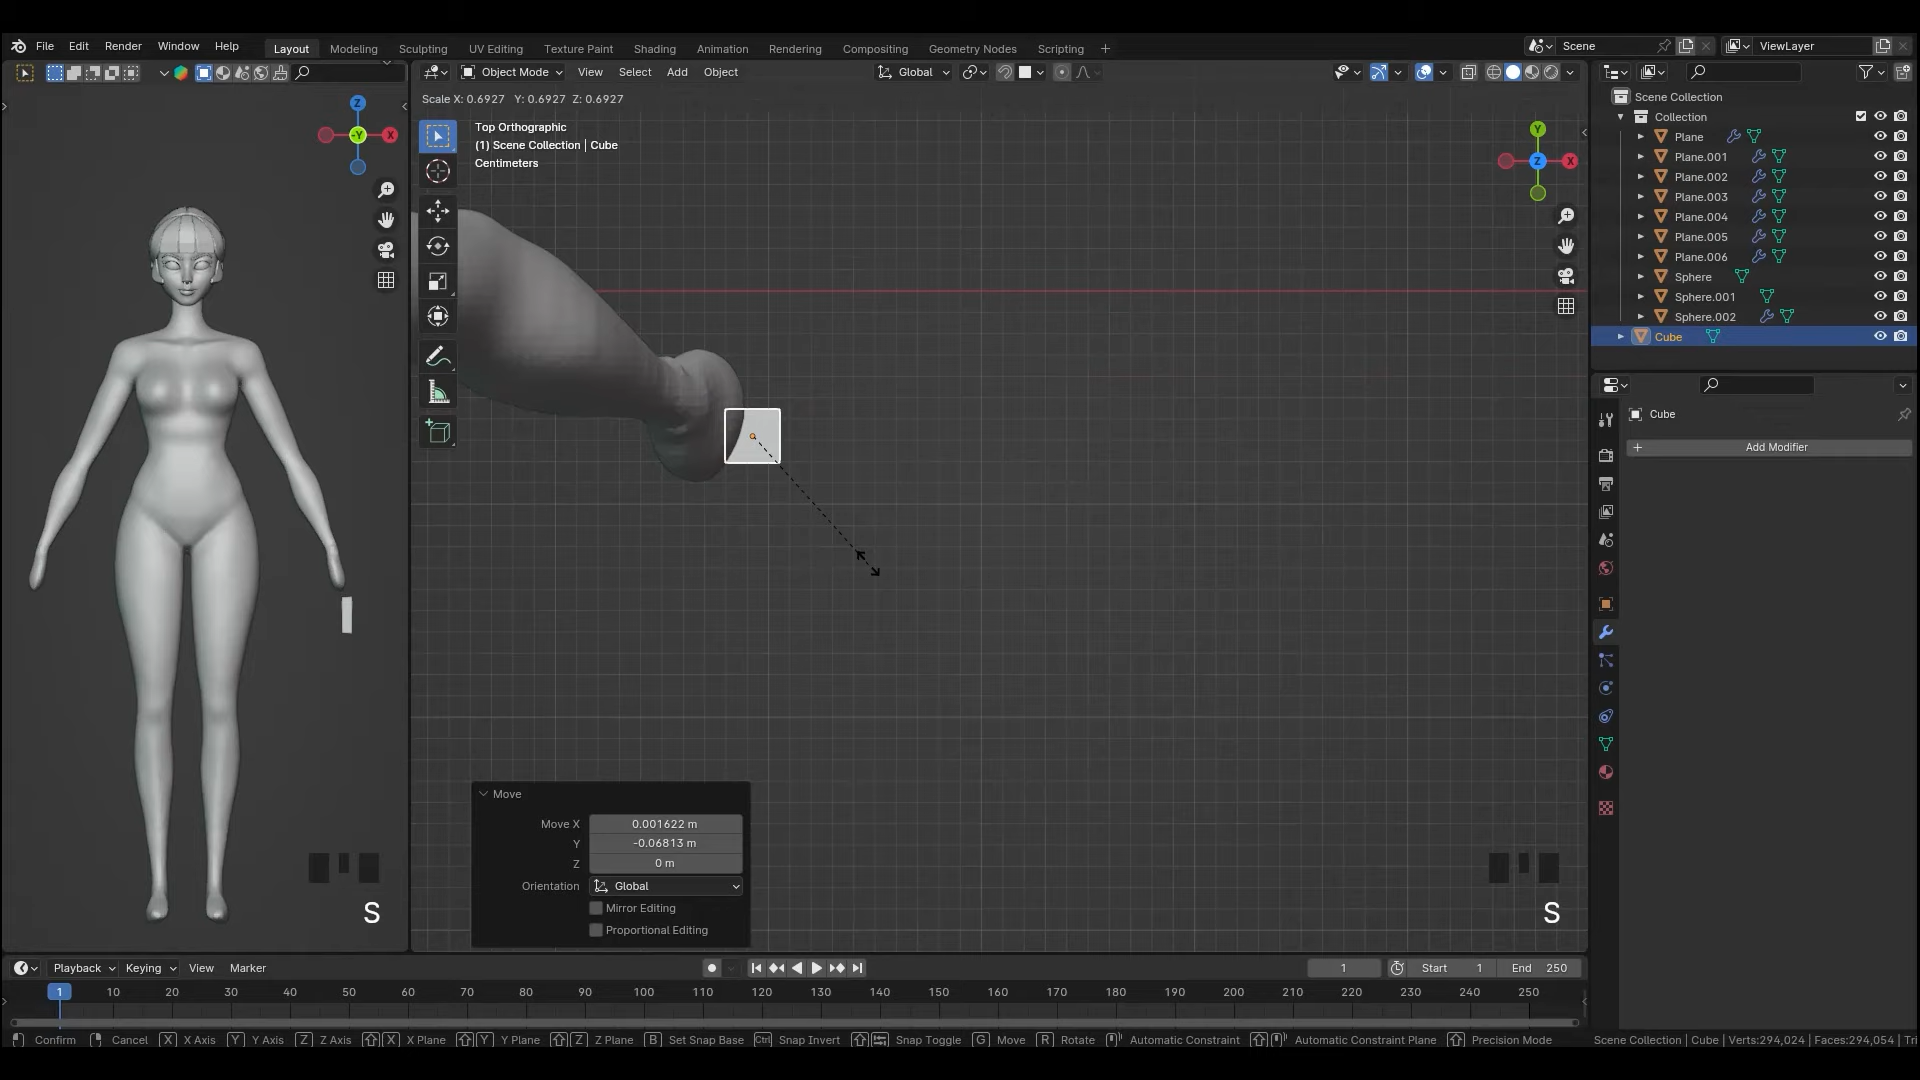 File Edit Render Window Help Layout Modeling Sculpting UV Editing Texture Paint Shading Animation Rendering Compositing Geometry Nodes Scripting + Scene ViewLayer
Object Mode View Select Add Object Global
Scale X: 0.6927 Y: 0.6927 Z: 0.6927
Top Orthographic
(1) Scene Collection | Cube
Centimeters
Z
-Y
X
Y
Z
X
Scene Collection
Collection
Plane
Plane.001
Plane.002
Plane.003
Plane.004
Plane.005
Plane.006
Sphere
Sphere.001
Sphere.002
Cube
Cube
+ Add Modifier
Move
Move X 0.001622 m
Y -0.06813 m
Z 0 m
Orientation Global
Mirror Editing
Proportional Editing
S
S
Playback Keying View Marker 1 Start 1 End 250
1 10 20 30 40 50 60 70 80 90 100 110 120 130 140 150 160 170 180 190 200 210 220 230 240 250
Confirm Cancel X X Axis Y Y Axis Z Z Axis X X Plane Y Y Plane Z Z Plane B Set Snap Base Ctrl Snap Invert Snap Toggle G Move R Rotate Automatic Constraint Automatic Constraint Plane Precision Mode Scene Collection | Cube | Verts:294,024 | Faces:294,054 | Tri